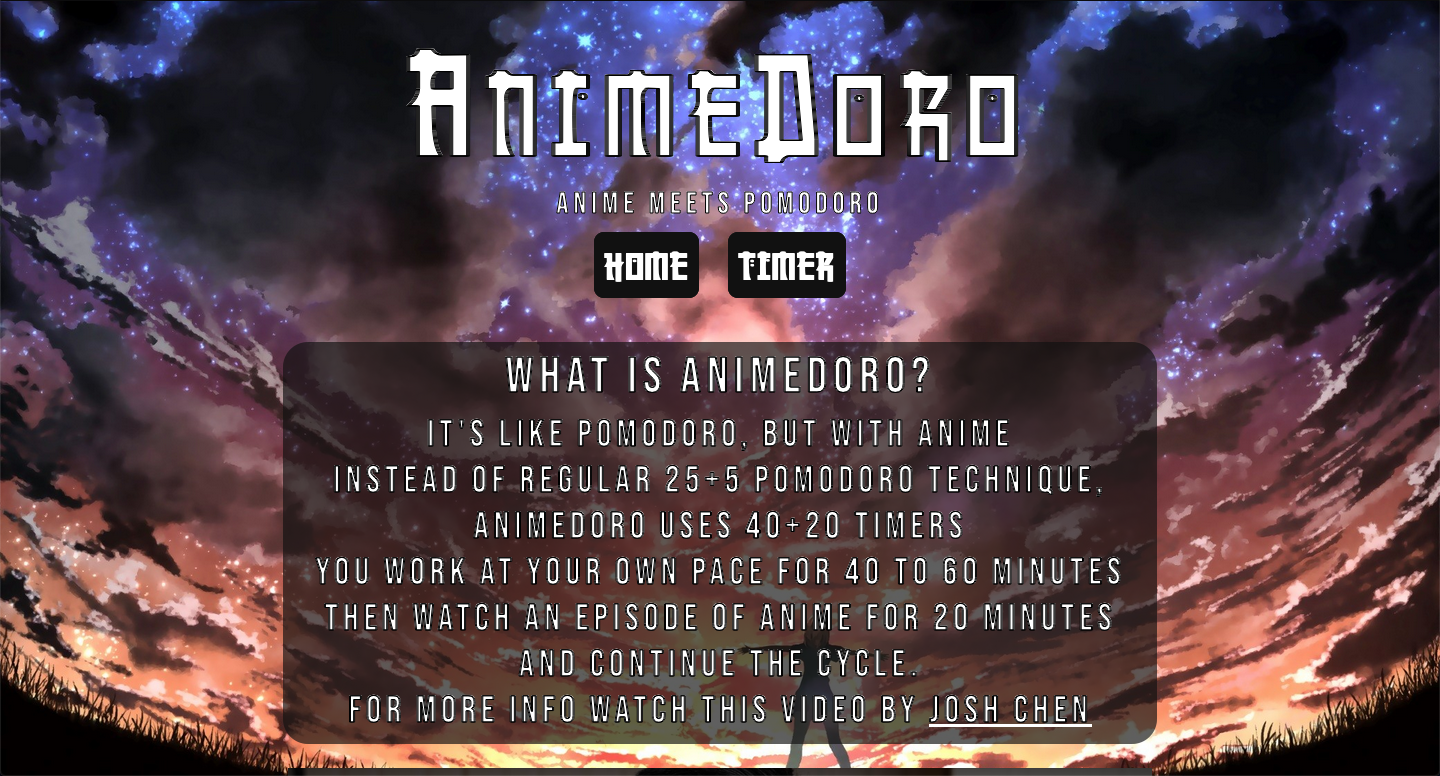 AnimeDoro
ANIME MEETS POMODORO
HOME TIMER
WHAT IS ANIMEDORO?
IT'S LIKE POMODORO, BUT WITH ANIME
INSTEAD OF REGULAR 25+5 POMODORO TECHNIQUE,
ANIMEDORO USES 40+20 TIMERS
YOU WORK AT YOUR OWN PACE FOR 40 TO 60 MINUTES
THEN WATCH AN EPISODE OF ANIME FOR 20 MINUTES
AND CONTINUE THE CYCLE.
FOR MORE INFO WATCH THIS VIDEO BY JOSH CHEN